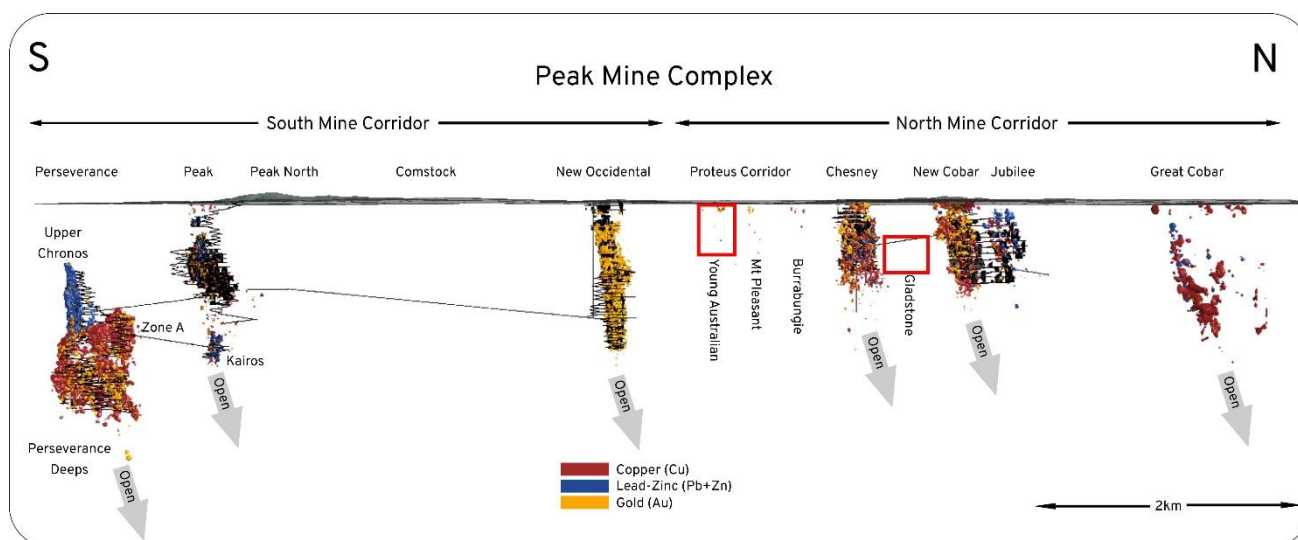 S
N
Peak Mine Complex
South Mine Corridor
North Mine Corridor
Perseverance
Peak
Peak North
Comstock
New Occidental
Proteus Corridor
Chesney
New Cobar
Jubilee
Great Cobar
Upper
Chronos
Zone A
Kairos
Young Australian
Mt Pleasant
Burrabungie
Gladstone
Open
Open
Open
Open
Open
Open
Perseverance
Deeps
Copper (Cu)
Lead-Zinc (Pb+Zn)
Gold (Au)
2km